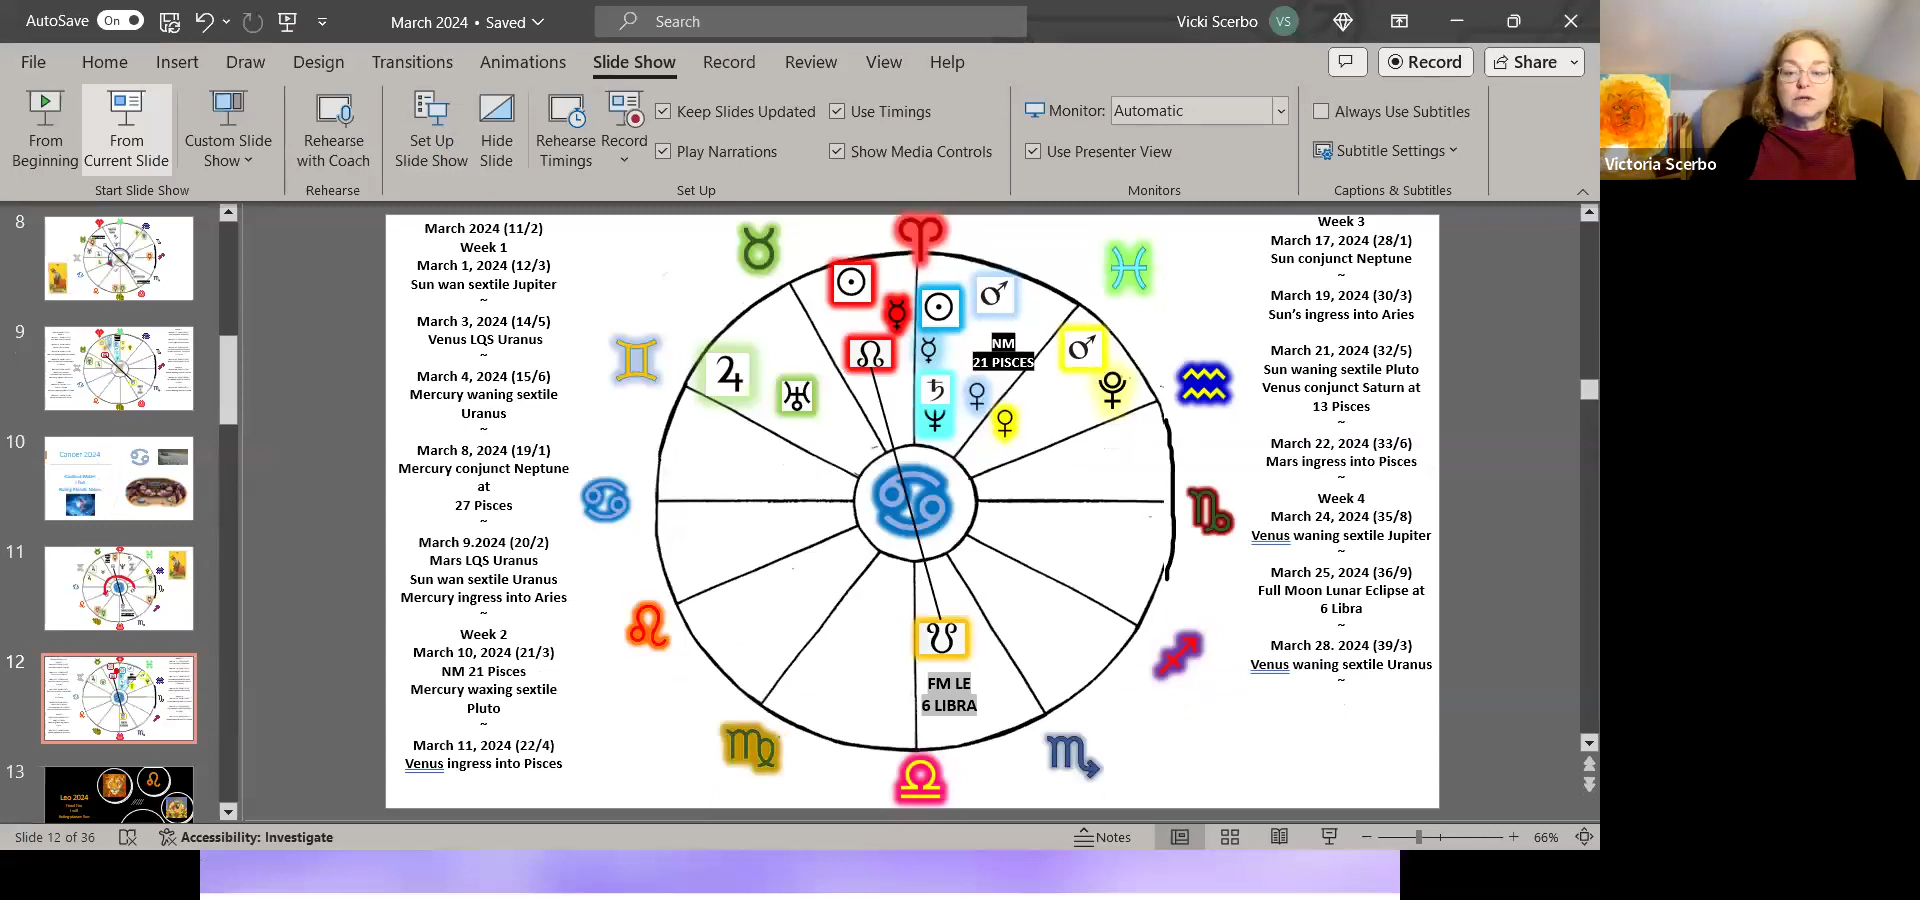 AutoSave On March 2024 • Saved Search Vicki Scerbo VS
File Home Insert Draw Design Transitions Animations Slide Show Record Review View Help Record Share
From Beginning
From Current Slide
Custom Slide Show
Start Slide Show
Rehearse with Coach
Rehearse
Set Up Slide Show
Hide Slide
Rehearse Timings
Record
Keep Slides Updated
Use Timings
Play Narrations
Show Media Controls
Set Up
Monitor: Automatic
Use Presenter View
Monitors
Always Use Subtitles
Subtitle Settings
Captions & Subtitles
Victoria Scerbo
8
9
10
Cancer 2024
11
12
13
Leo 2024
March 2024 (11/2)
Week 1
March 1, 2024 (12/3)
Sun wan sextile Jupiter
~
March 3, 2024 (14/5)
Venus LQS Uranus
~
March 4, 2024 (15/6)
Mercury waning sextile
Uranus
~
March 8, 2024 (19/1)
Mercury conjunct Neptune
at
27 Pisces
~
March 9.2024 (20/2)
Mars LQS Uranus
Sun wan sextile Uranus
Mercury ingress into Aries
~
Week 2
March 10, 2024 (21/3)
NM 21 Pisces
Mercury waxing sextile
Pluto
~
March 11, 2024 (22/4)
Venus ingress into Pisces
NM
21 PISCES
FM LE
6 LIBRA
Week 3
March 17, 2024 (28/1)
Sun conjunct Neptune
~
March 19, 2024 (30/3)
Sun's ingress into Aries
~
March 21, 2024 (32/5)
Sun waning sextile Pluto
Venus conjunct Saturn at
13 Pisces
~
March 22, 2024 (33/6)
Mars ingress into Pisces
~
Week 4
March 24, 2024 (35/8)
Venus waning sextile Jupiter
~
March 25, 2024 (36/9)
Full Moon Lunar Eclipse at
6 Libra
~
March 28. 2024 (39/3)
Venus waning sextile Uranus
~
Slide 12 of 36 Accessibility: Investigate Notes 66%